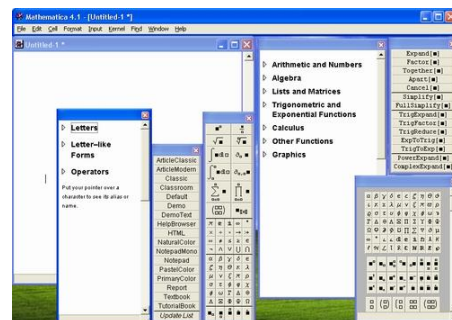 Mathematica 4.1 - [Untitled-1 *]
File Edit Cell Format Input Kernel Find Window Help
Untitled-1 *
Letters
Letter-like
Forms
Operators
Put your pointer over a
character to see its alias or
name.
ArticleClassic
ArticleModern
Classic
Classroom
Default
Demo
DemoText
HelpBrowser
HTML
NaturalColor
NotepadMono
Notepad
PastelColor
PrimaryColor
Report
Textbook
TutorialBook
Update List
Arithmetic and Numbers
Algebra
Lists and Matrices
Trigonometric and
Exponential Functions
Calculus
Other Functions
Graphics
Expand[■]
Factor[■]
Together[■]
Apart[■]
Cancel[■]
Simplify[■]
FullSimplify[■]
TrigExpand[■]
TrigFactor[■]
TrigReduce[■]
ExpToTrig[■]
TrigToExp[■]
PowerExpand[■]
ComplexExpand[■]